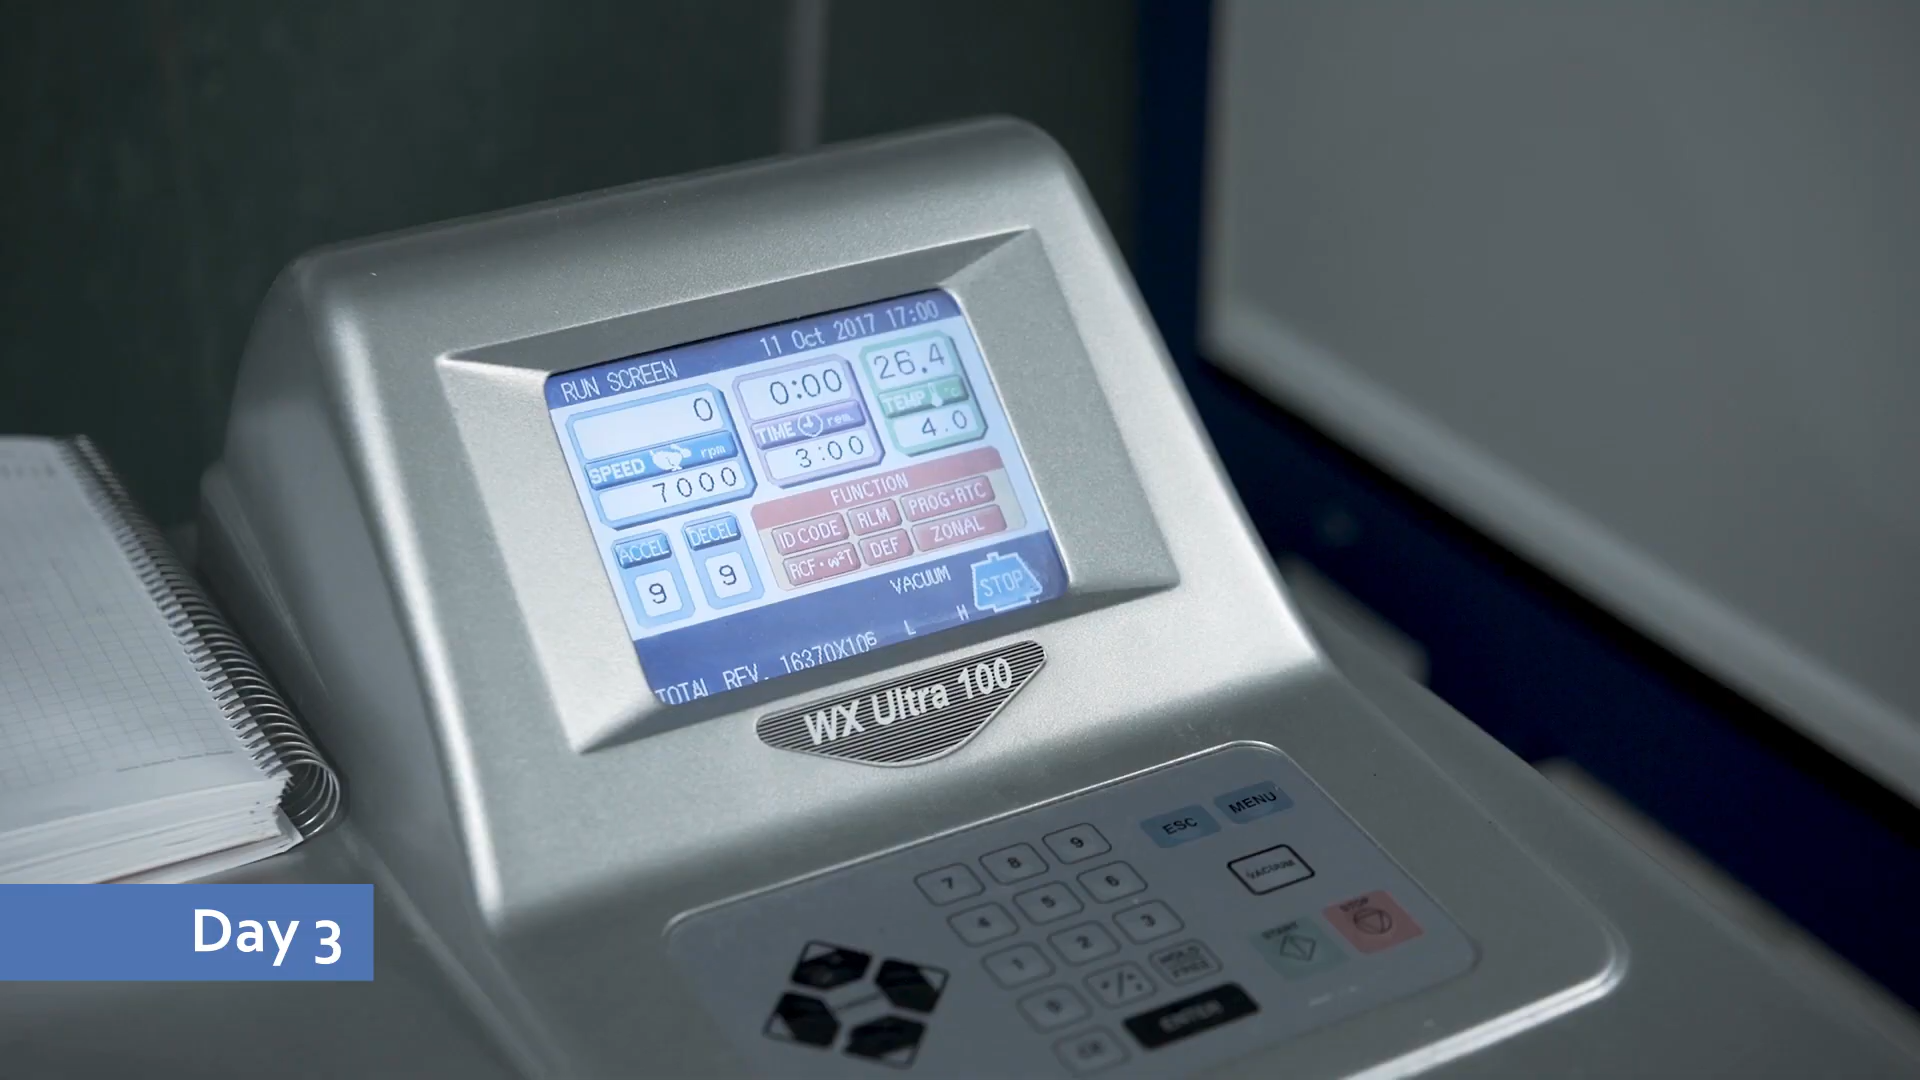 11 Oct 2017 17:00
RUN SCREEN
0
SPEED rpm
7000
0:00
TIME rem.
3:00
26.4
TEMP °C
4.0
ACCEL
9
DECEL
9
FUNCTION
ID CODE RLM PROG·RTC
RCF·ω²T DEF ZONAL
VACUUM
STOP
L H
TOTAL REV. 16370X106
WX Ultra 100
ESC MENU
7 8 9
VACUUM
4 5 6
1 2 3
START STOP
0
ENTER
CE
Day 3